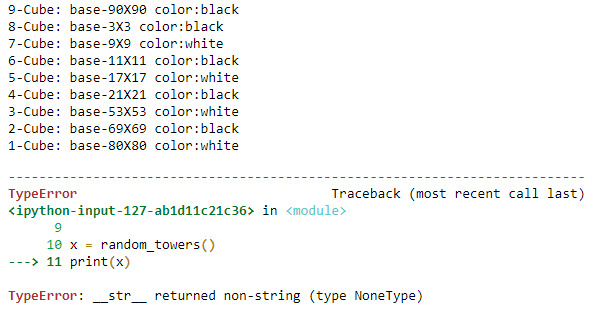 9-Cube: base-90X90 color:black
8-Cube: base-3X3 color:black
7-Cube: base-9X9 color:white
6-Cube: base-11X11 color:black
5-Cube: base-17X17 color:white
4-Cube: base-21X21 color:black
3-Cube: base-53X53 color:white
2-Cube: base-69X69 color:black
1-Cube: base-80X80 color:white
---------------------------------------------------------------------------
TypeError                                 Traceback (most recent call last)
<ipython-input-127-ab1d11c21c36> in <module>
      9 
     10 x = random_towers()
---> 11 print(x)
TypeError: __str__ returned non-string (type NoneType)